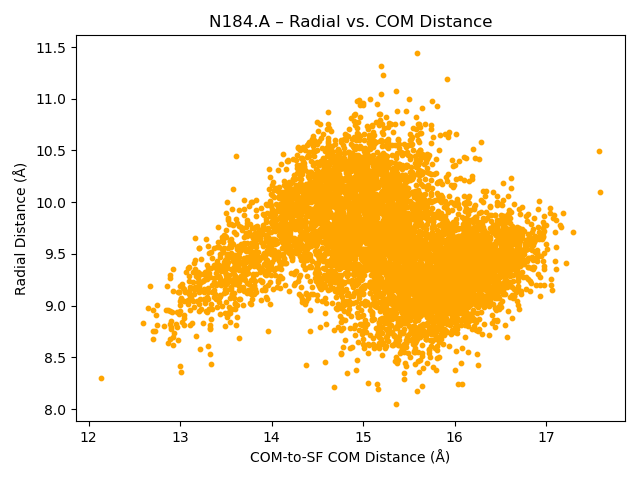 N184.A – Radial vs. COM Distance
Radial Distance (Å)
11.5
11.0
10.5
10.0
9.5
9.0
8.5
8.0
12 13 14 15 16 17
COM-to-SF COM Distance (Å)